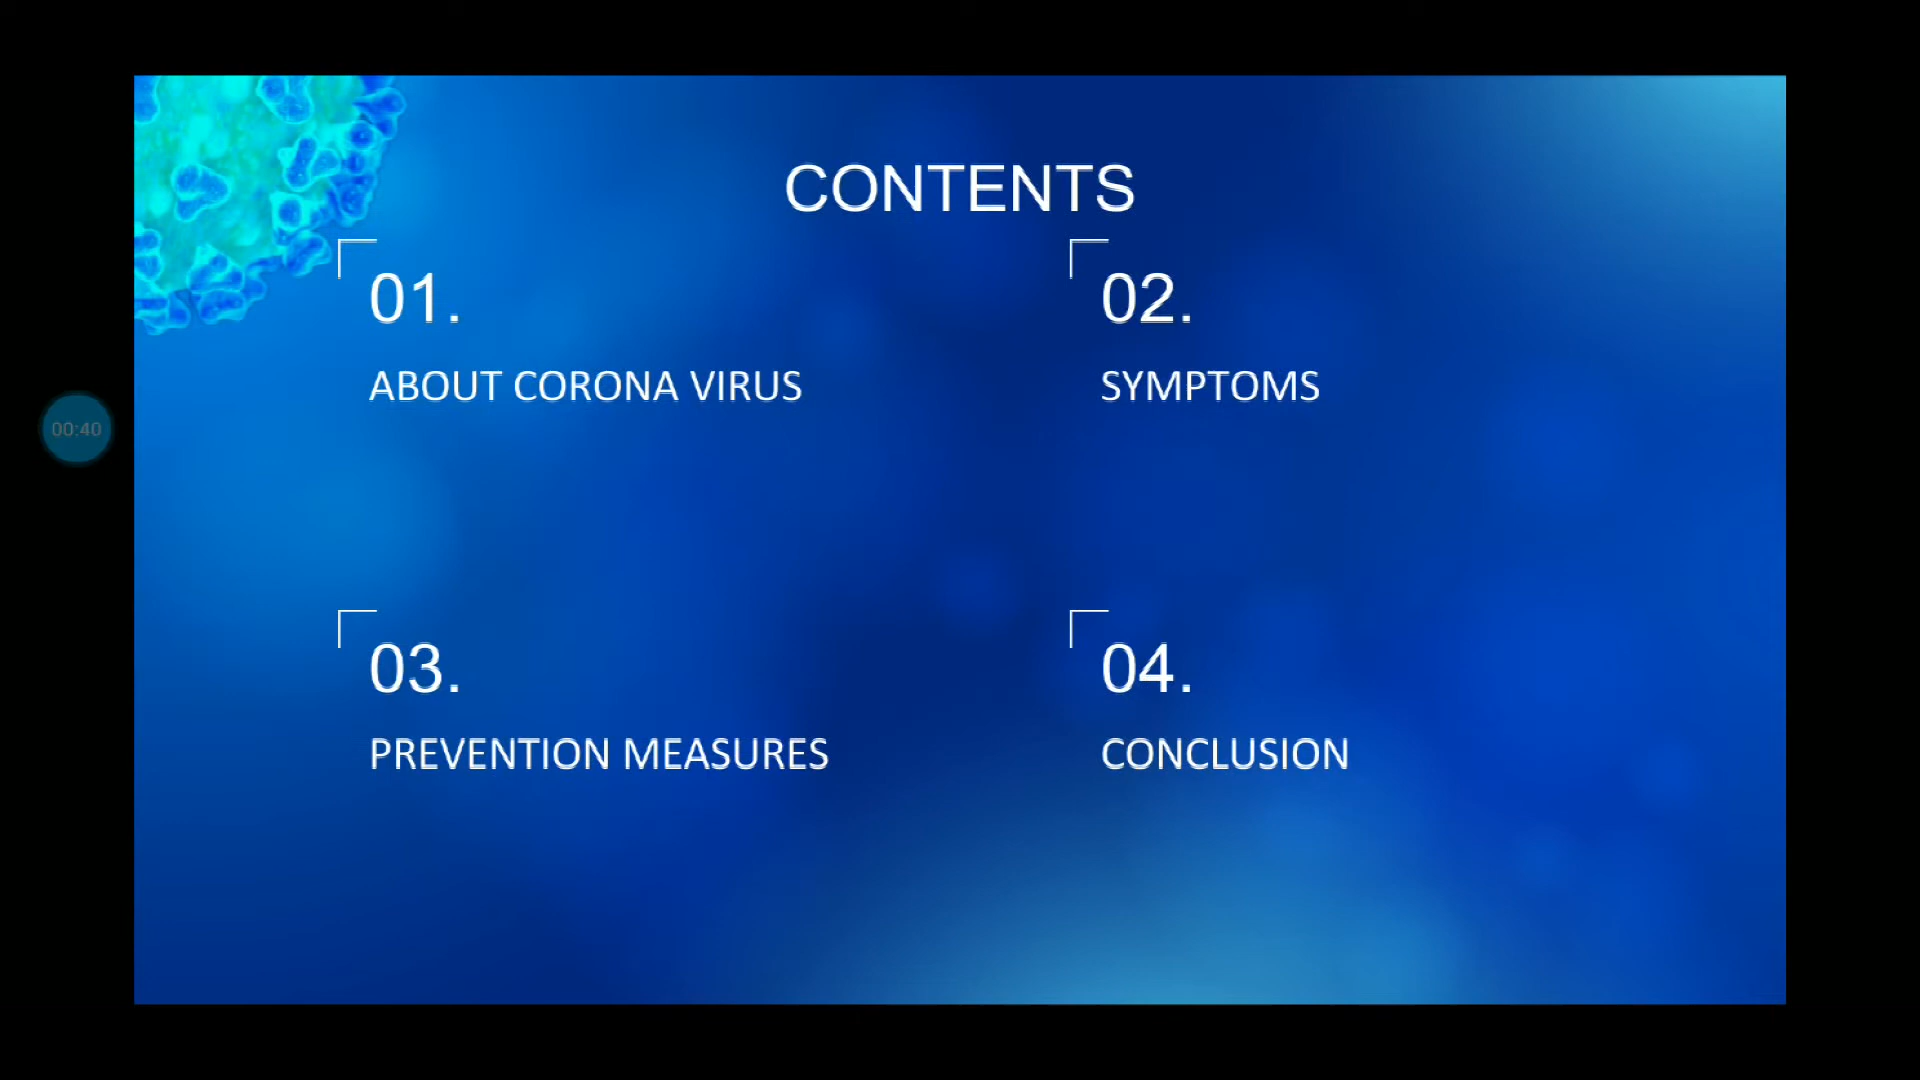 CONTENTS
01.
ABOUT CORONA VIRUS
02.
SYMPTOMS
00:40
03.
PREVENTION MEASURES
04.
CONCLUSION